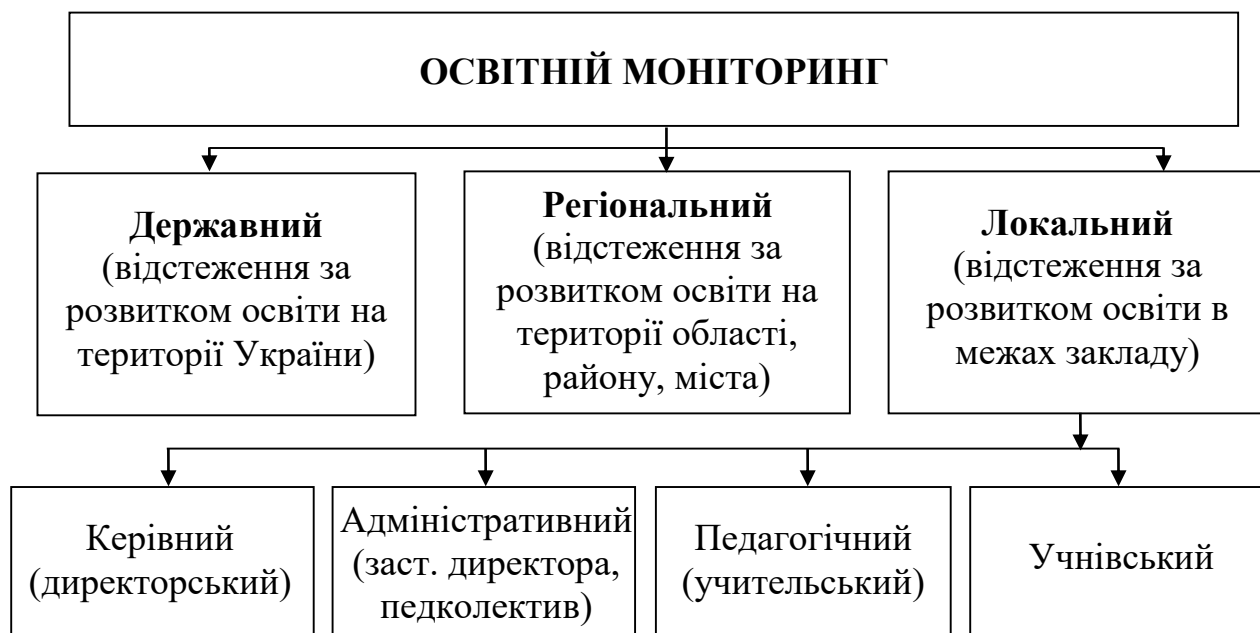 ОСВІТНІЙ МОНІТОРИНГ
Державний
(відстеження за
розвитком освіти на
території України)
Регіональний
(відстеження за
розвитком освіти на
території області,
району, міста)
Локальний
(відстеження за
розвитком освіти в
межах закладу)
Керівний
(директорський)
Адміністративний
(заст. директора,
педколектив)
Педагогічний
(учительський)
Учнівський